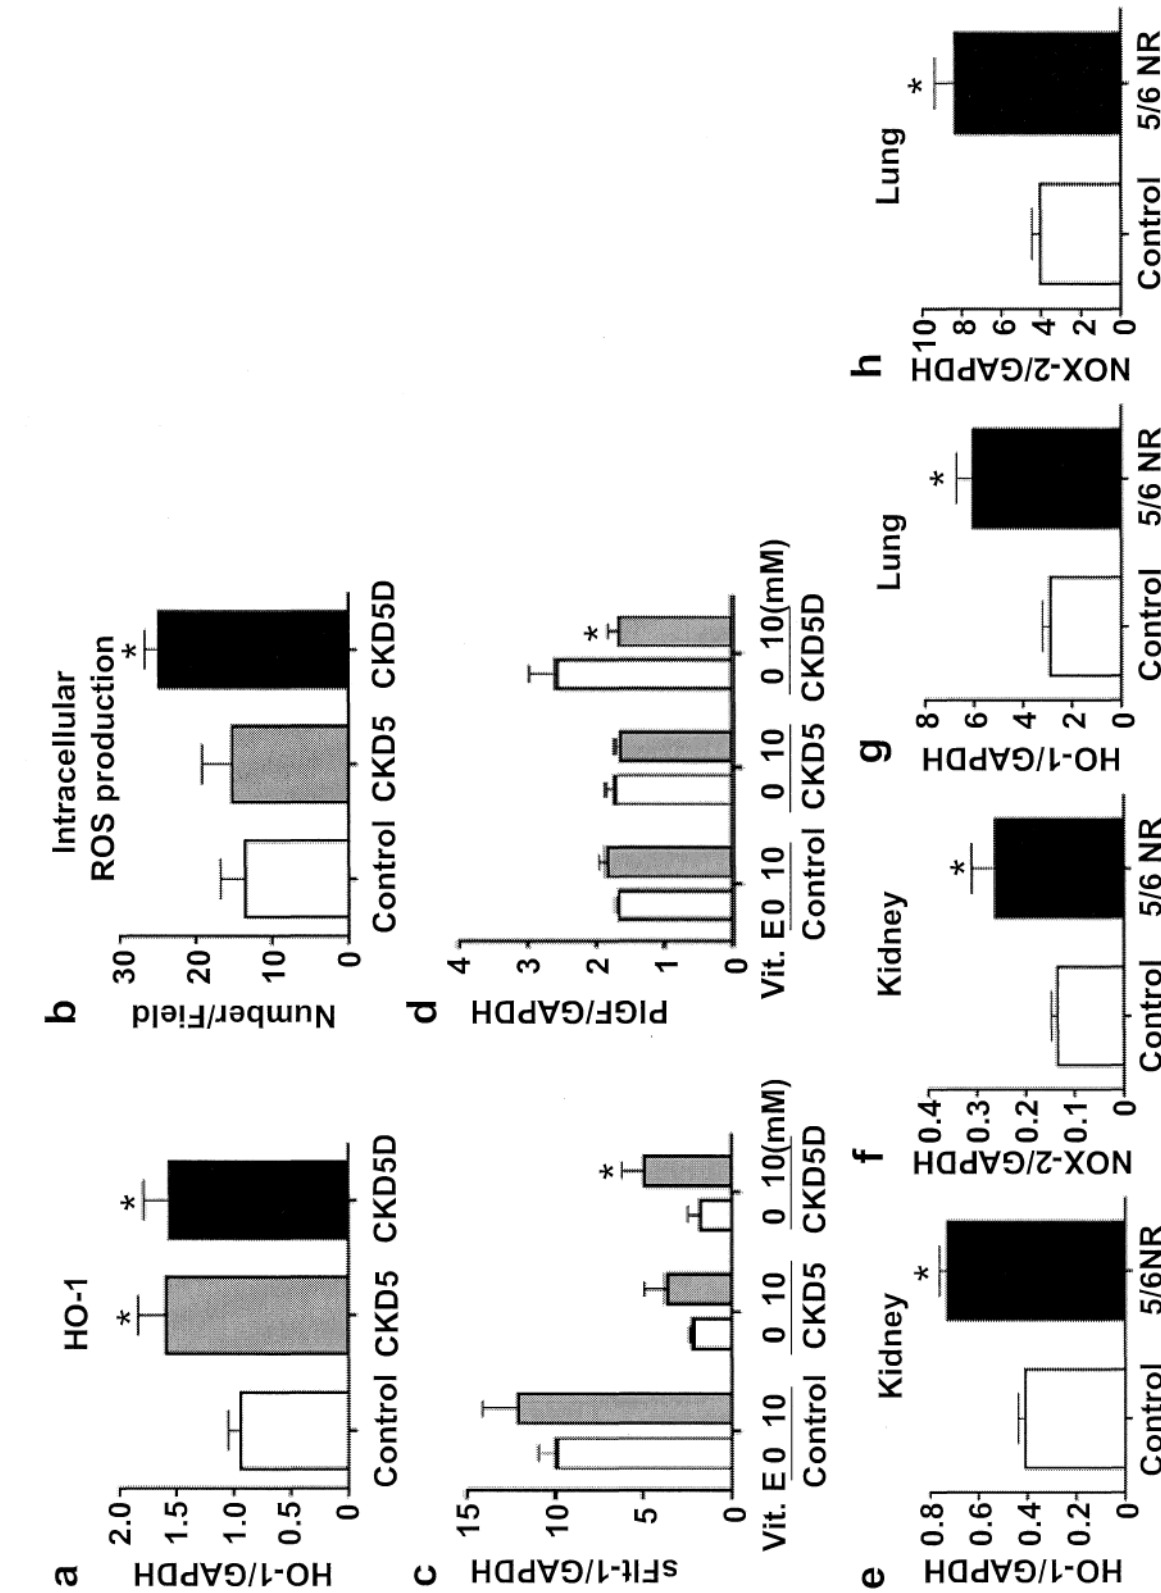 a
HO-1
HO-1/GAPDH
2.0
1.5
1.0
0.5
0
*
*
Control CKD5 CKD5D
b
Intracellular
ROS production
Number/Field
30
20
10
0
*
Control CKD5 CKD5D
c
sFlt-1/GAPDH
15
10
5
0
*
Vit. E 0 10 0 10 0 10(mM)
Control CKD5 CKD5D
d
PlGF/GAPDH
4
3
2
1
0
*
Vit. E0 10 0 10 0 10(mM)
Control CKD5 CKD5D
e
Kidney
HO-1/GAPDH
0.8
0.6
0.4
0.2
0
*
Control 5/6NR
f
Kidney
NOX-2/GAPDH
0.4
0.3
0.2
0.1
0
*
Control 5/6 NR
g
Lung
HO-1/GAPDH
8
6
4
2
0
*
Control 5/6 NR
h
Lung
NOX-2/GAPDH
10
8
6
4
2
0
*
Control 5/6 NR